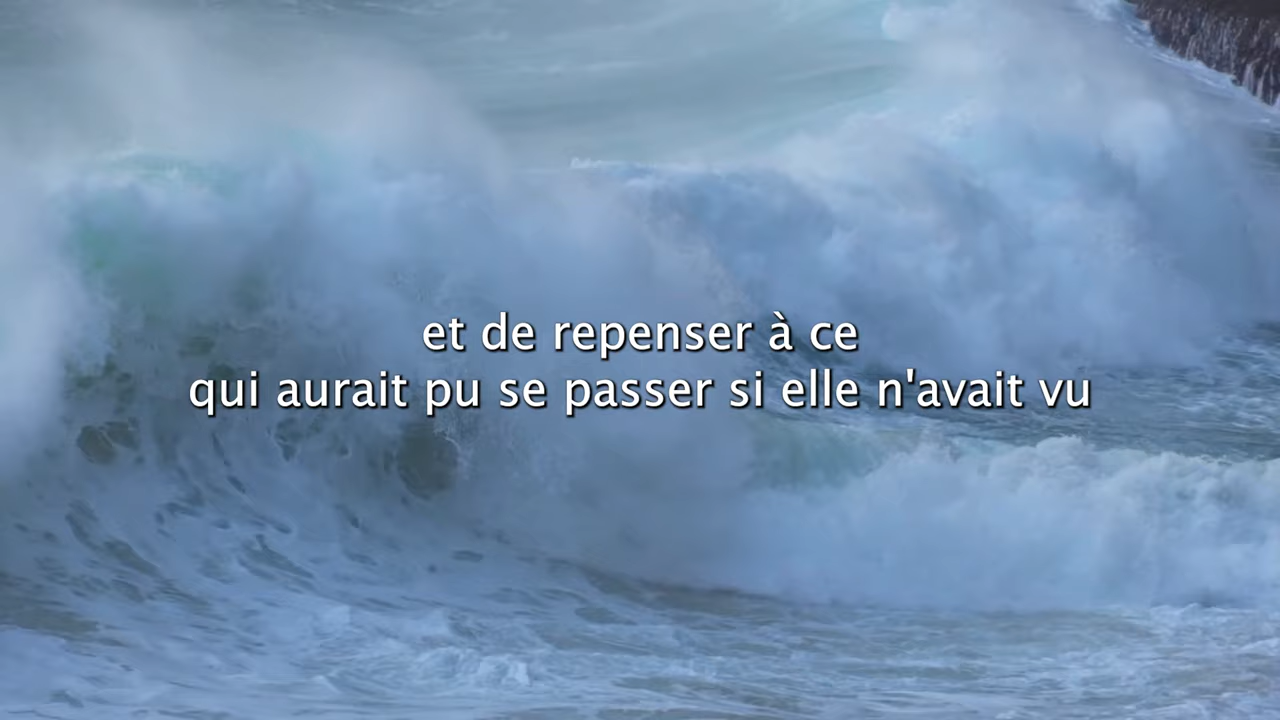 et de repenser à ce
qui aurait pu se passer si elle n'avait vu